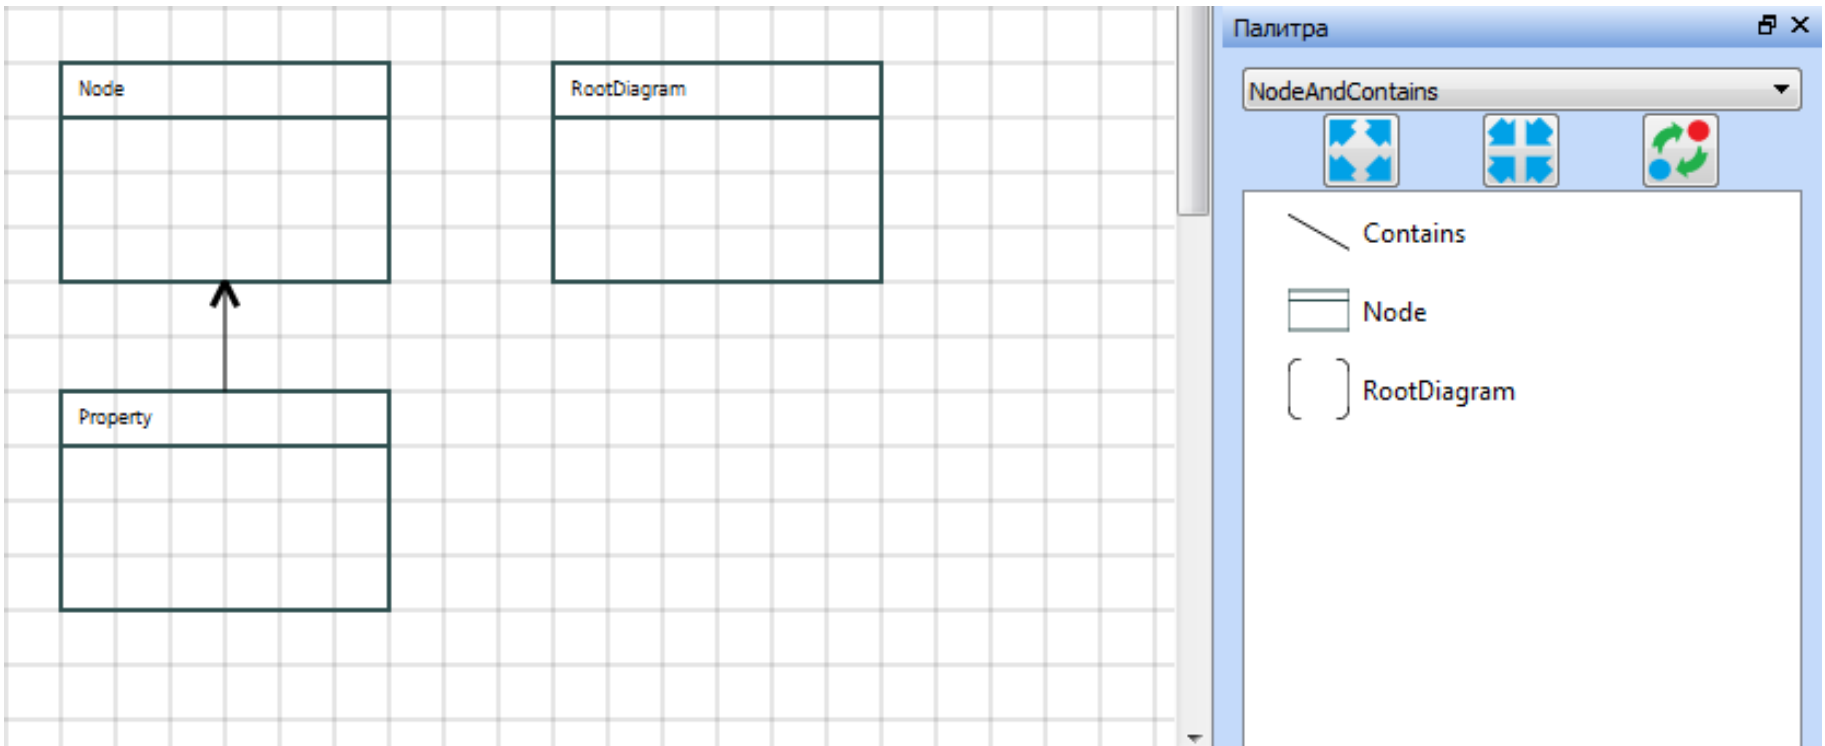 Node
RootDiagram
Property
Палитра
NodeAndContains
Contains
Node
RootDiagram